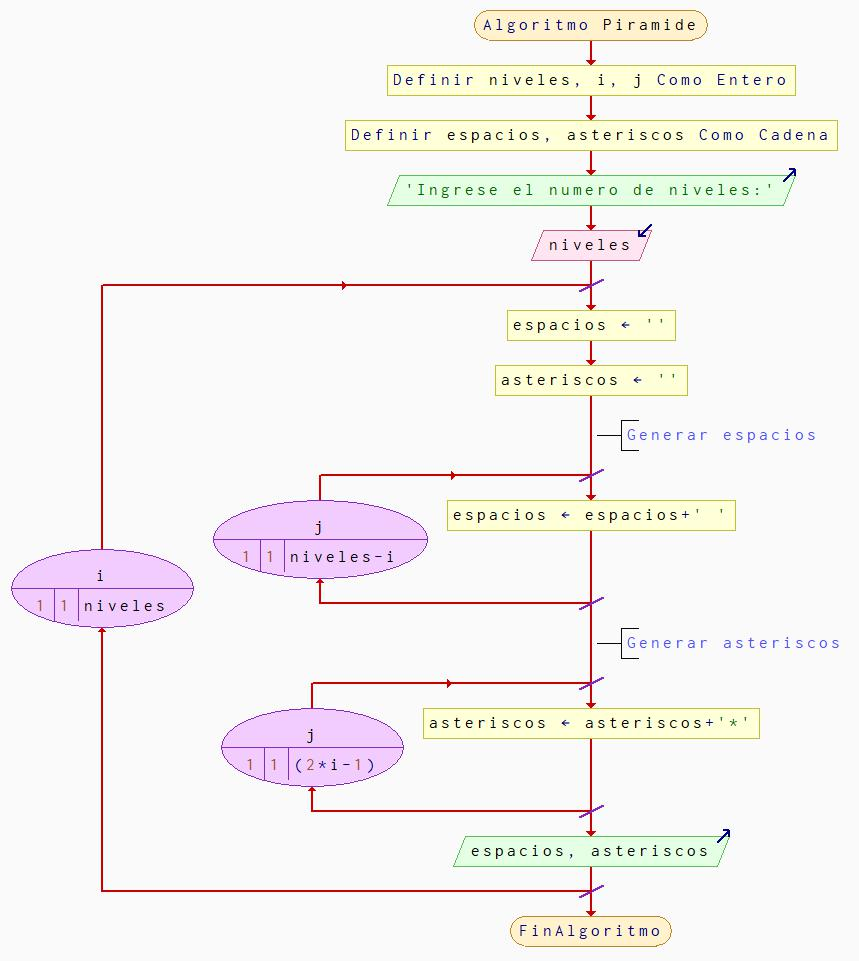 Algoritmo Piramide
Definir niveles, i, j Como Entero
Definir espacios, asteriscos Como Cadena
'Ingrese el numero de niveles:'
niveles
espacios ← ''
asteriscos ← ''
Generar espacios
j
1 1 niveles-i
espacios ← espacios+' '
i
1 1 niveles
Generar asteriscos
j
1 1 (2*i-1)
asteriscos ← asteriscos+'*'
espacios, asteriscos
FinAlgoritmo